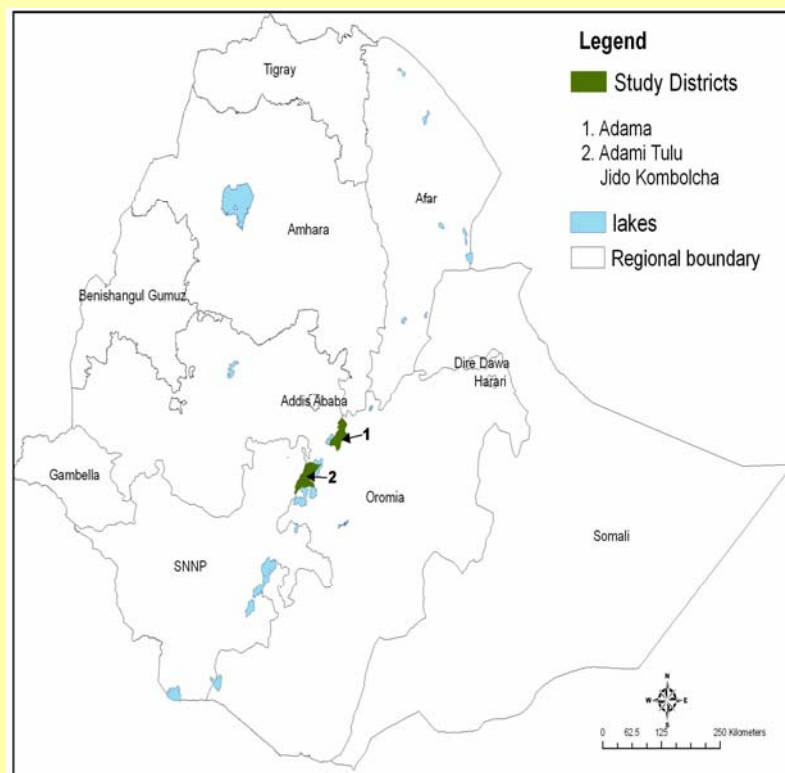 Legend
Study Districts
1. Adama
2. Adami Tulu
Jido Kombolcha
lakes
Regional boundary
Tigray
Afar
Amhara
Benishangul Gumuz
Dire Dawa
Harari
Addis Ababa
1
Gambella
2
Oromia
Somali
SNNP
N
W E
S
0 62.5 125 250 Kilometers